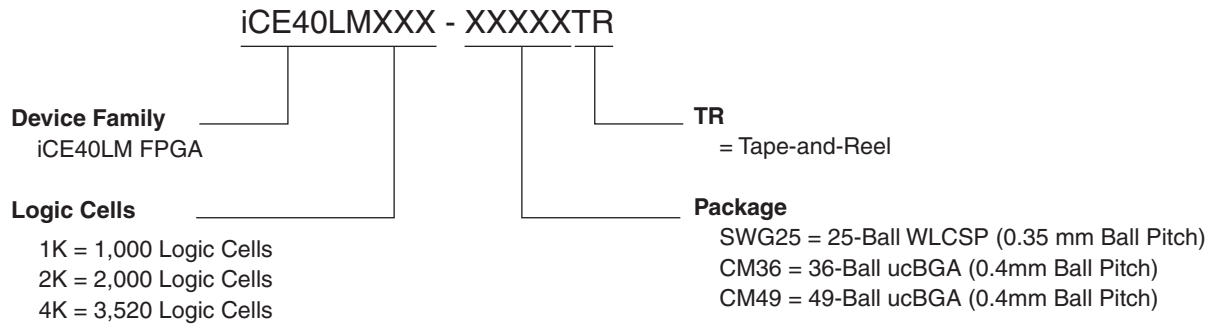 iCE40LMXXX - XXXXXTR
Device Family
iCE40LM FPGA
Logic Cells
1K = 1,000 Logic Cells
2K = 2,000 Logic Cells
4K = 3,520 Logic Cells
TR
= Tape-and-Reel
Package
SWG25 = 25-Ball WLCSP (0.35 mm Ball Pitch)
CM36 = 36-Ball ucBGA (0.4mm Ball Pitch)
CM49 = 49-Ball ucBGA (0.4mm Ball Pitch)